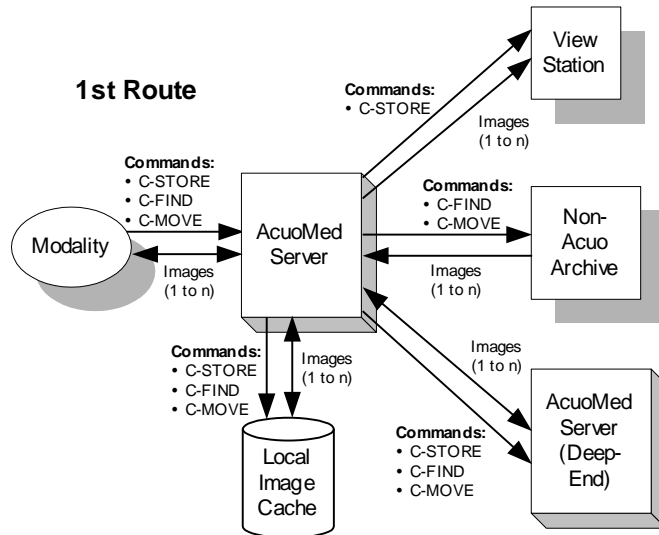 1st Route
View
Station
Commands:
• C-STORE
Images
(1 to n)
Commands:
• C-STORE
• C-FIND
• C-MOVE
Modality
Images
(1 to n)
AcuoMed
Server
Commands:
• C-FIND
• C-MOVE
Images
(1 to n)
Non-
Acuo
Archive
Commands:
• C-STORE
• C-FIND
• C-MOVE
Images
(1 to n)
Local
Image
Cache
Images
(1 to n)
Commands:
• C-STORE
• C-FIND
• C-MOVE
AcuoMed
Server
(Deep-
End)